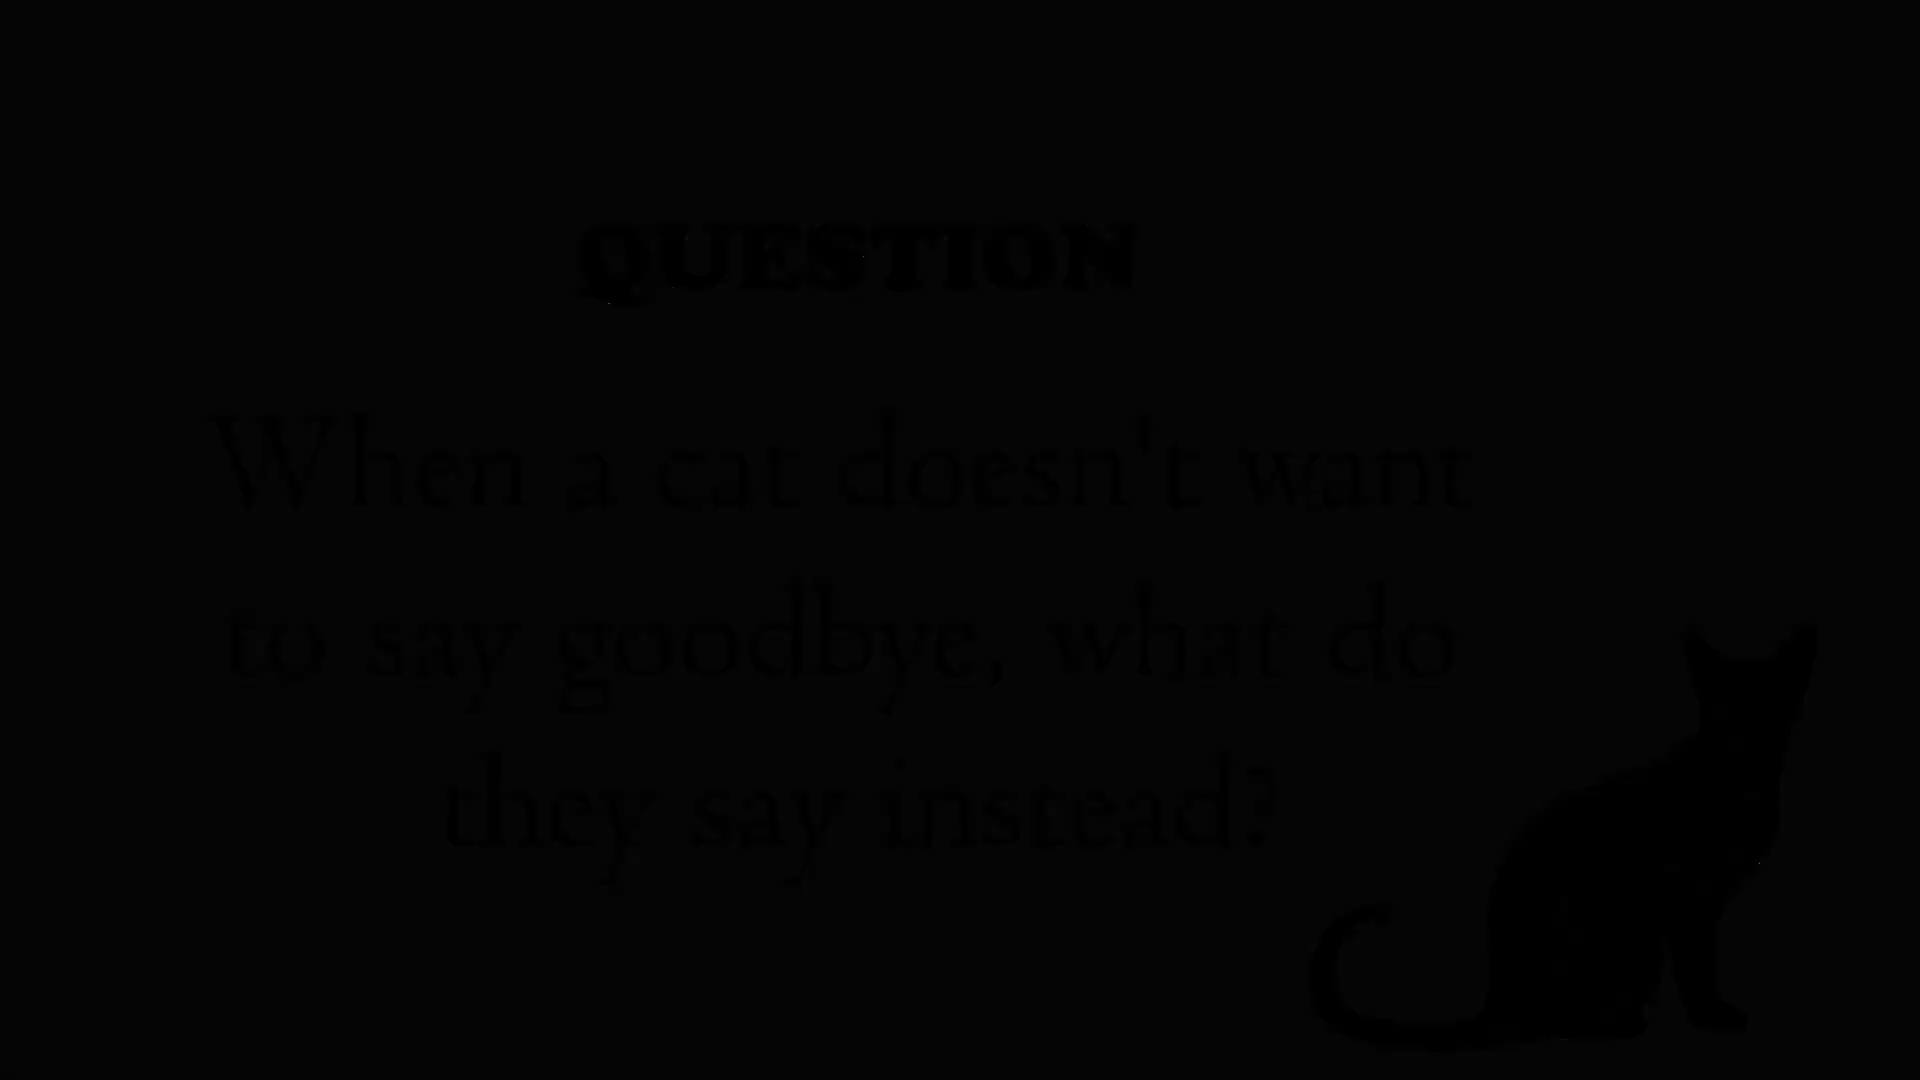 QUESTION
When a cat doesn't want
to say goodbye, what do
they say instead?